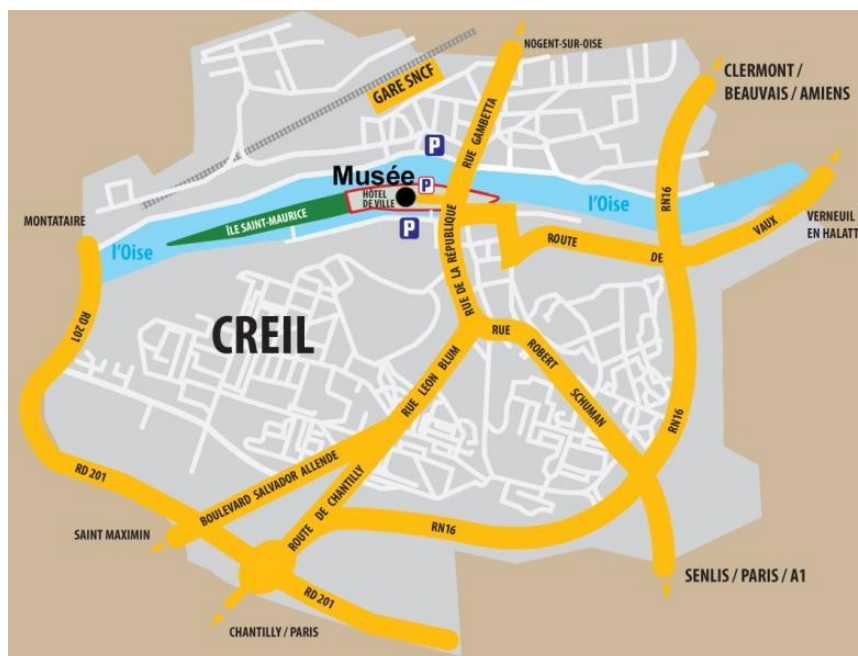 NOGENT-SUR-OISE
CLERMONT /
BEAUVAIS / AMIENS
GARE SNCF
RUE GAMBETTA
P
Musée
P
HÔTEL
DE VILLE
ÎLE SAINT-MAURICE
P
MONTATAIRE
l'Oise
l'Oise
RN16
VERNEUIL
EN HALATT
ROUTE
DE
VAUX
RUE DE LA RÉPUBLIQUE
RD 201
CREIL
RUE
ROBERT
SCHUMAN
RUE LEON BLUM
RN16
RD 201
BOULEVARD SALVADOR ALLENDE
ROUTE DE CHANTILLY
RN16
SAINT MAXIMIN
SENLIS / PARIS / A1
RD 201
CHANTILLY / PARIS